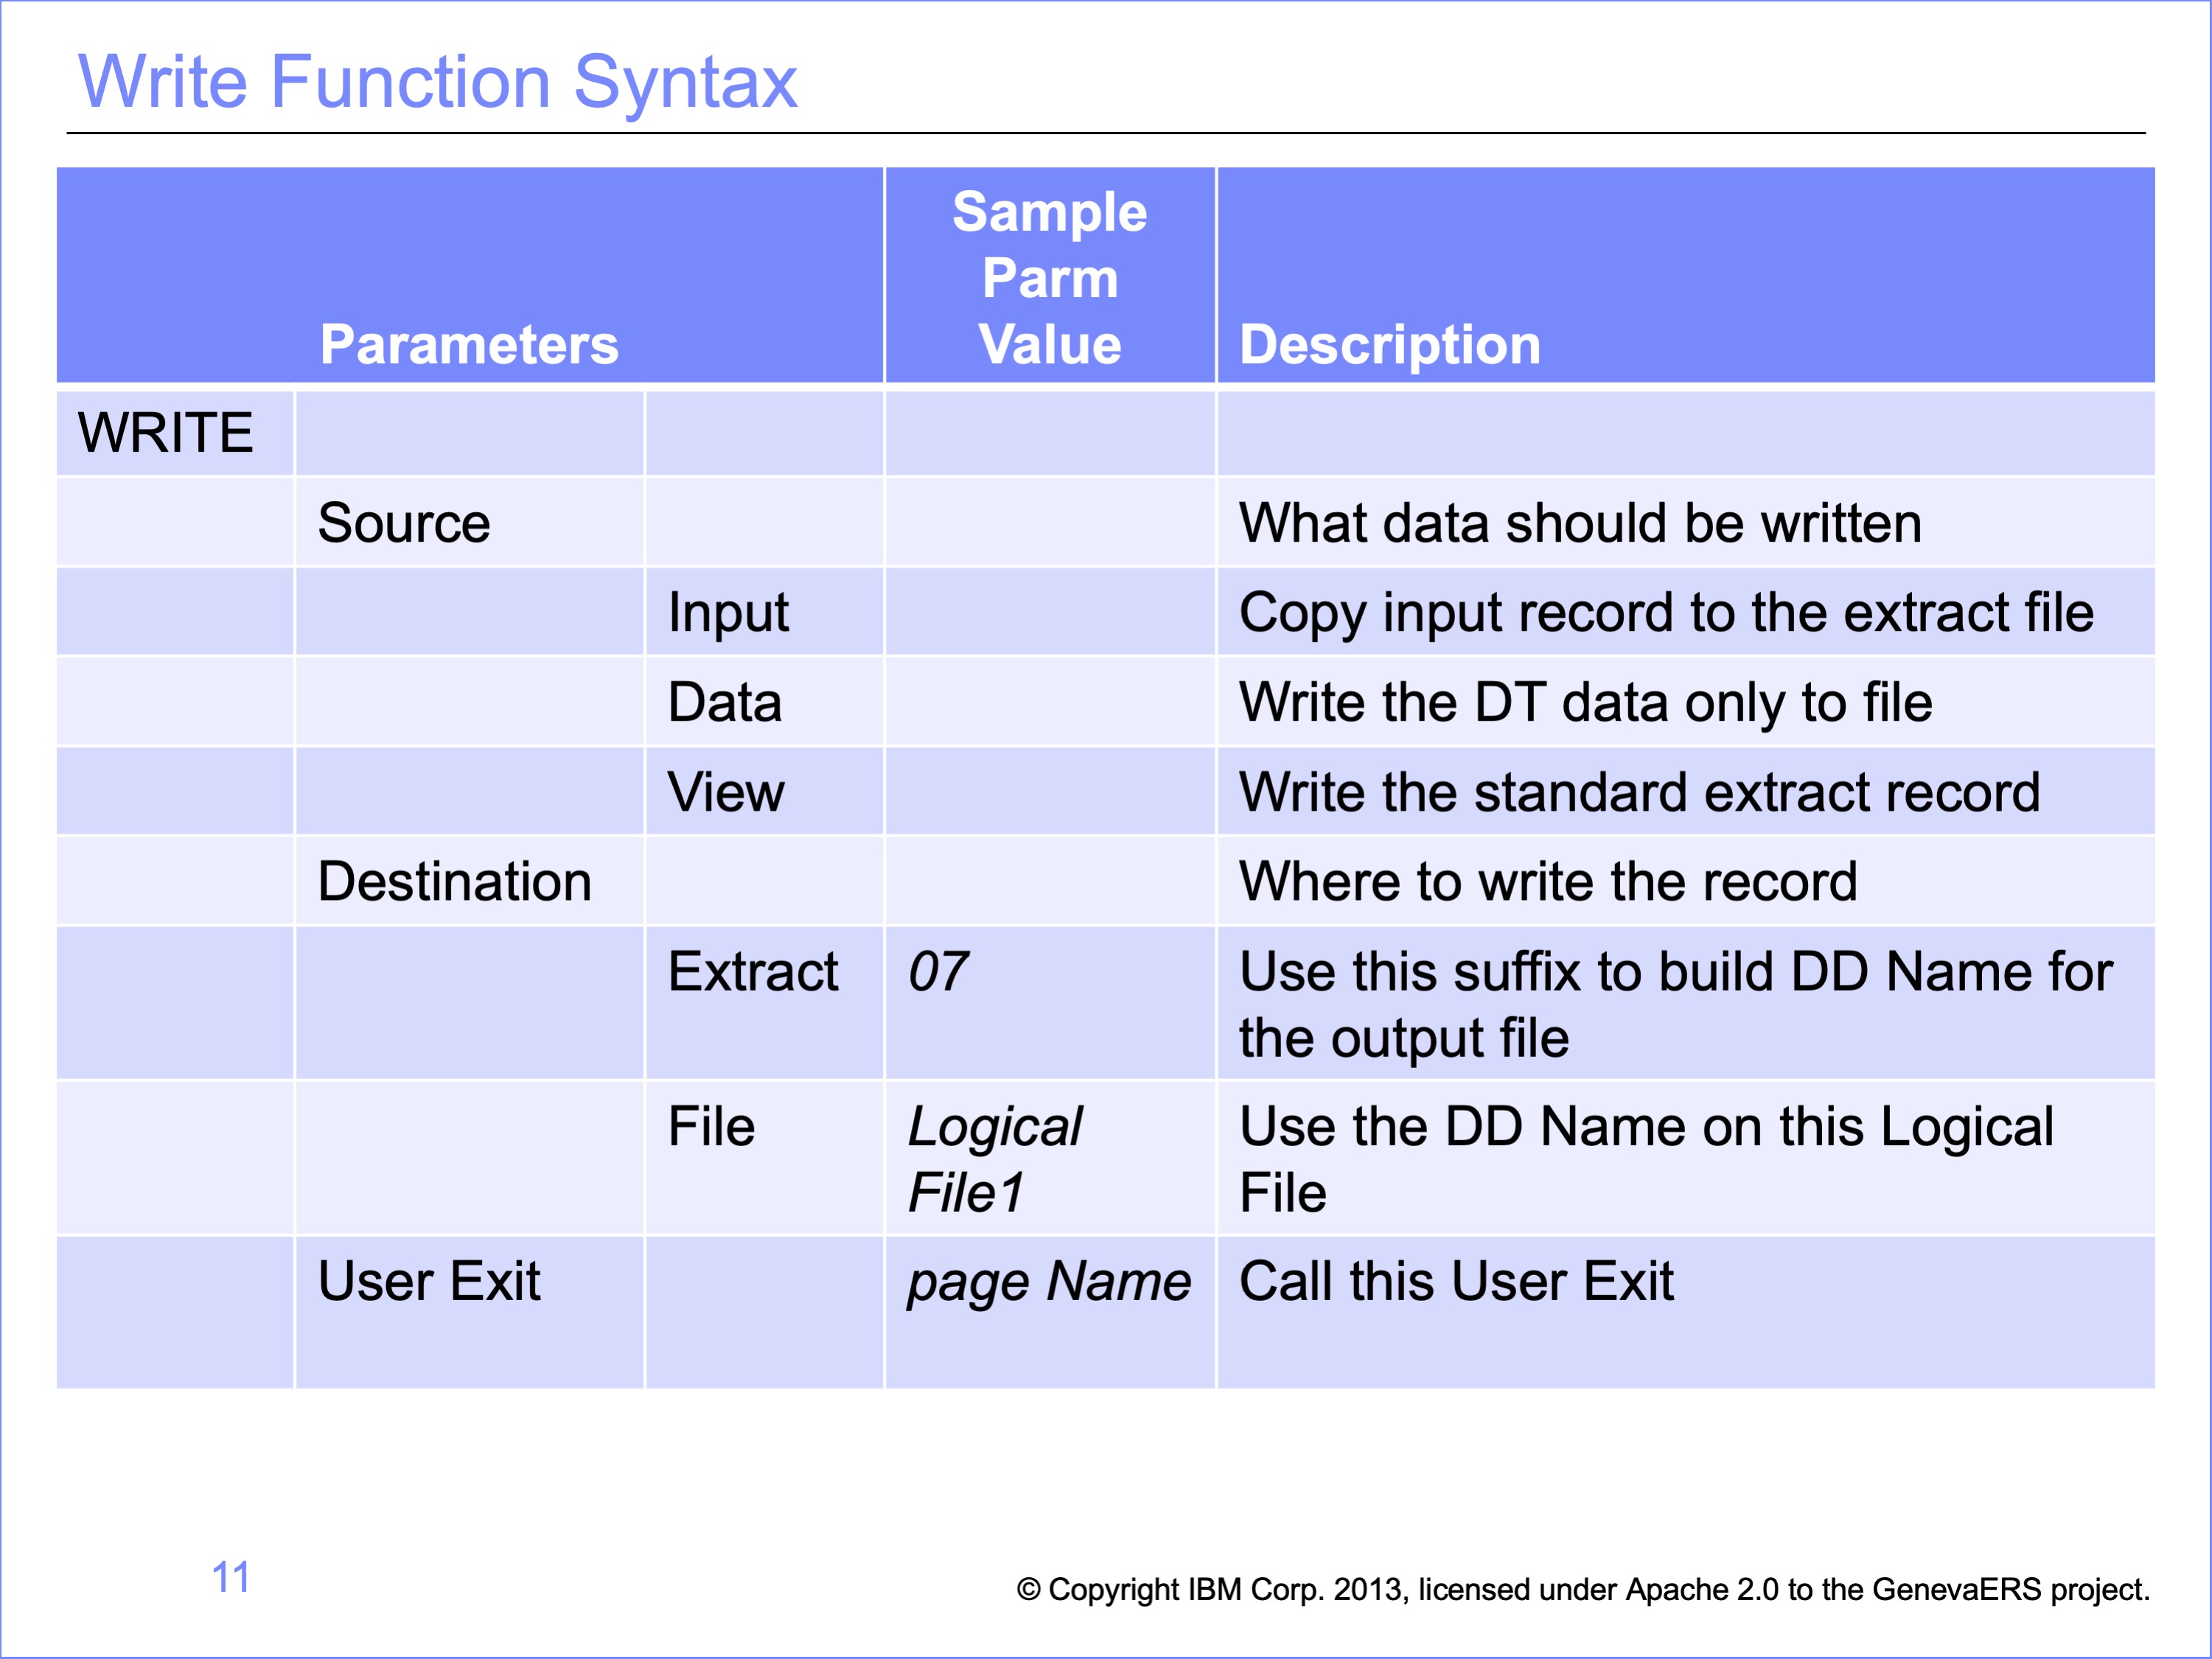 Write Function Syntax
Parameters
Sample
Parm
Value
Description
WRITE
Source
What data should be written
Input
Copy input record to the extract file
Data
Write the DT data only to file
View
Write the standard extract record
Destination
Where to write the record
Extract
07
Use this suffix to build DD Name for
the output file
File
Logical
File1
Use the DD Name on this Logical
File
User Exit
page Name
Call this User Exit
11
© Copyright IBM Corp. 2013, licensed under Apache 2.0 to the GenevaERS project.